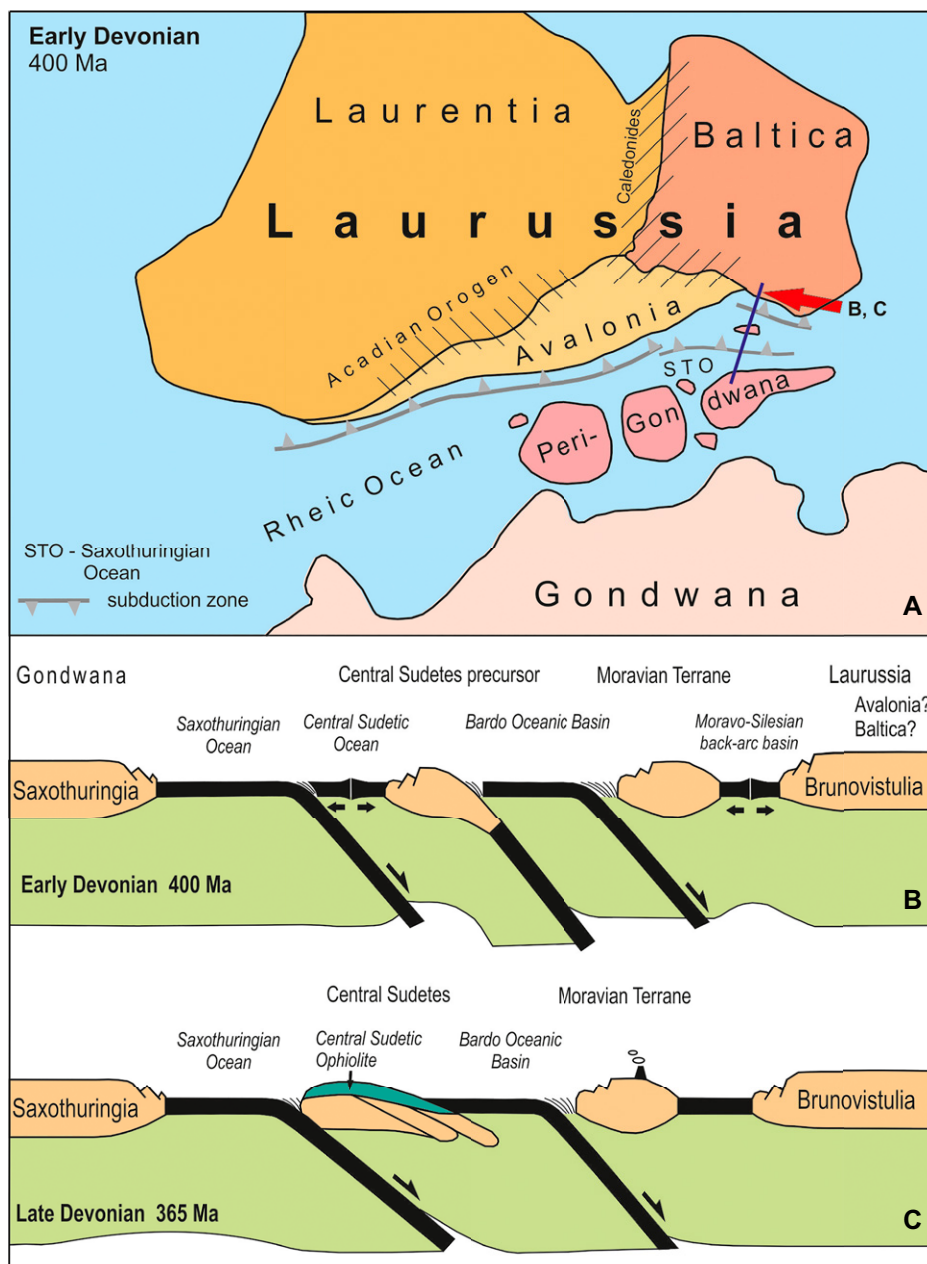 Early Devonian
400 Ma
Laurentia
Caledonides
Baltica
Laurussia
Acadian Orogen
Avalonia
B, C
STO
Peri-
Gon
dwana
Rheic Ocean
STO - Saxothuringian
Ocean
subduction zone
Gondwana
A
Gondwana
Central Sudetes precursor
Moravian Terrane
Laurussia
Avalonia?
Baltica?
Saxothuringian
Ocean
Central Sudetic
Ocean
Bardo Oceanic Basin
Moravo-Silesian
back-arc basin
Saxothuringia
Brunovistulia
Early Devonian 400 Ma
B
Central Sudetes
Moravian Terrane
Saxothuringian
Ocean
Central Sudetic
Ophiolite
Bardo Oceanic
Basin
Saxothuringia
Brunovistulia
Late Devonian 365 Ma
C